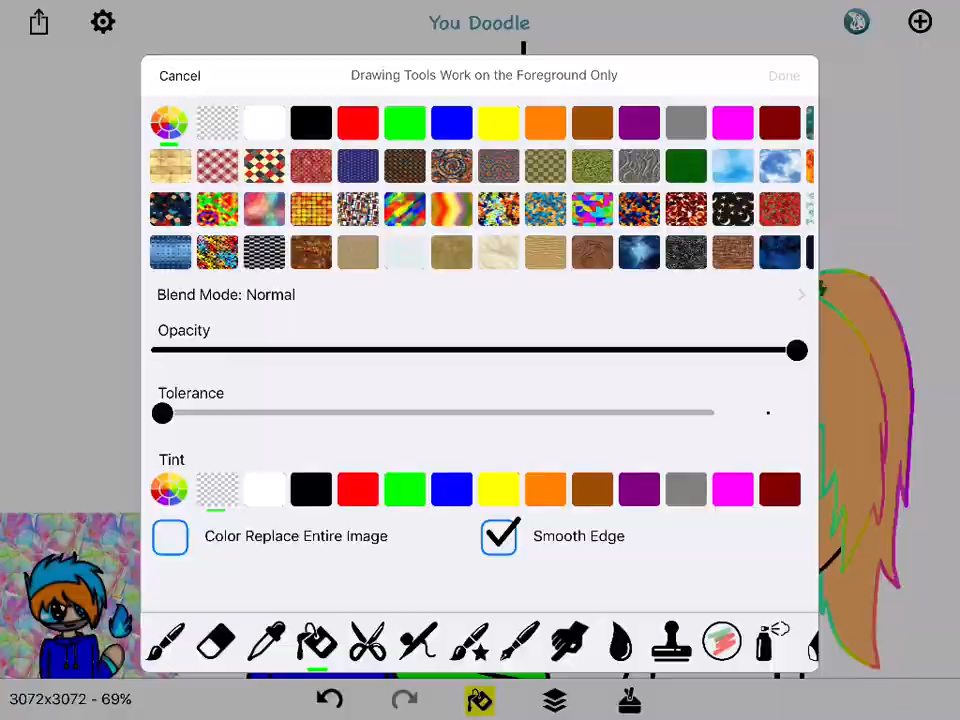 You Doodle
Cancel
Drawing Tools Work on the Foreground Only
Done
Blend Mode: Normal
Opacity
Tolerance
Tint
Color Replace Entire Image
Smooth Edge
3072x3072 - 69%